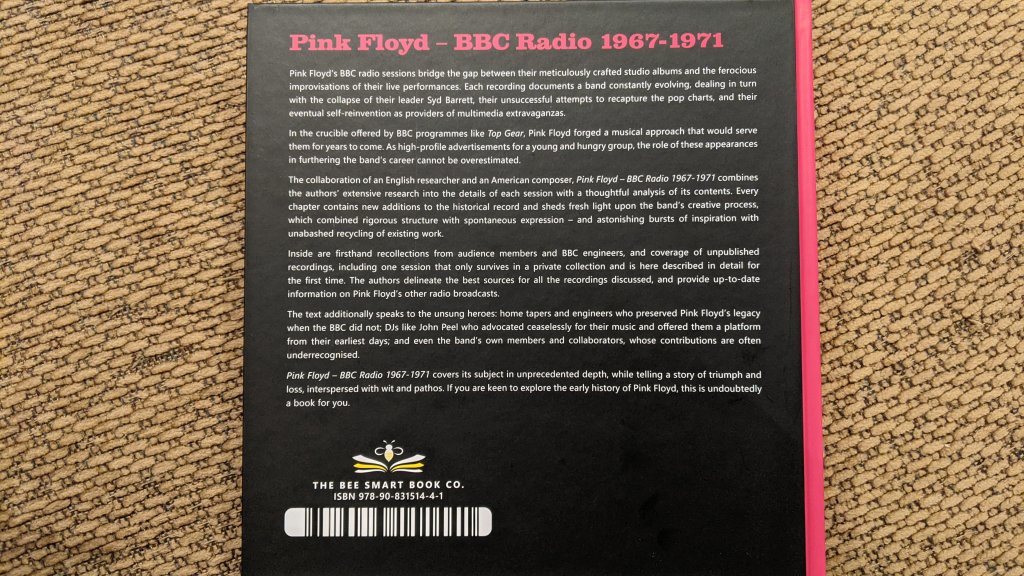 Pink Floyd – BBC Radio 1967-1971
Pink Floyd's BBC radio sessions bridge the gap between their meticulously crafted studio albums and the ferocious
improvisations of their live performances. Each recording documents a band constantly evolving, dealing in turn
with the collapse of their leader Syd Barrett, their unsuccessful attempts to recapture the pop charts, and their
eventual self-reinvention as providers of multimedia extravaganzas.
In the crucible offered by BBC programmes like Top Gear, Pink Floyd forged a musical approach that would serve
them for years to come. As high-profile advertisements for a young and hungry group, the role of these appearances
in furthering the band's career cannot be overestimated.
The collaboration of an English researcher and an American composer, Pink Floyd – BBC Radio 1967-1971 combines
the authors' extensive research into the details of each session with a thoughtful analysis of its contents. Every
chapter contains new additions to the historical record and sheds fresh light upon the band's creative process,
which combined rigorous structure with spontaneous expression – and astonishing bursts of inspiration with
unabashed recycling of existing work.
Inside are firsthand recollections from audience members and BBC engineers, and coverage of unpublished
recordings, including one session that only survives in a private collection and is here described in detail for
the first time. The authors delineate the best sources for all the recordings discussed, and provide up-to-date
information on Pink Floyd's other radio broadcasts.
The text additionally speaks to the unsung heroes: home tapers and engineers who preserved Pink Floyd's legacy
when the BBC did not; DJs like John Peel who advocated ceaselessly for their music and offered them a platform
from their earliest days; and even the band's own members and collaborators, whose contributions are often
underrecognised.
Pink Floyd – BBC Radio 1967-1971 covers its subject in unprecedented depth, while telling a story of triumph and
loss, interspersed with wit and pathos. If you are keen to explore the early history of Pink Floyd, this is undoubtedly
a book for you.
THE BEE SMART BOOK CO.
ISBN 978-90-831514-4-1